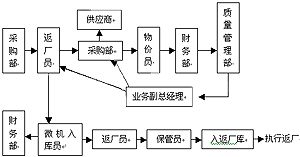 供应商
采购部
返厂员
采购部
物价员
财务部
质量管理部
业务副总经理
财务部
微机入库员
返厂员
保管员
入返厂库
执行返厂